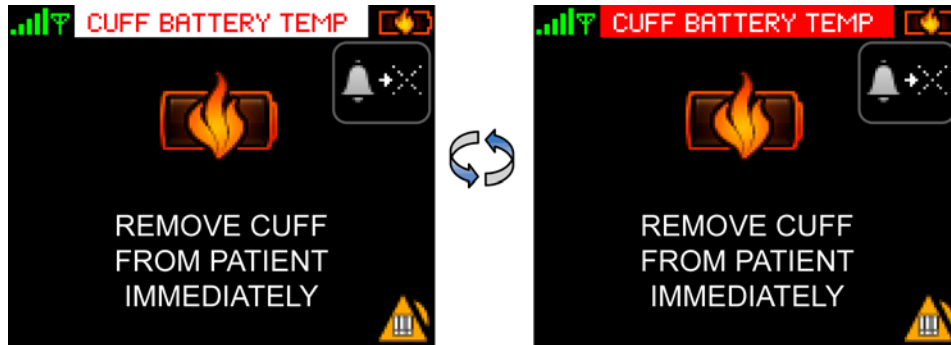 CUFF BATTERY TEMP
REMOVE CUFF
FROM PATIENT
IMMEDIATELY
!!!
CUFF BATTERY TEMP
REMOVE CUFF
FROM PATIENT
IMMEDIATELY
!!!